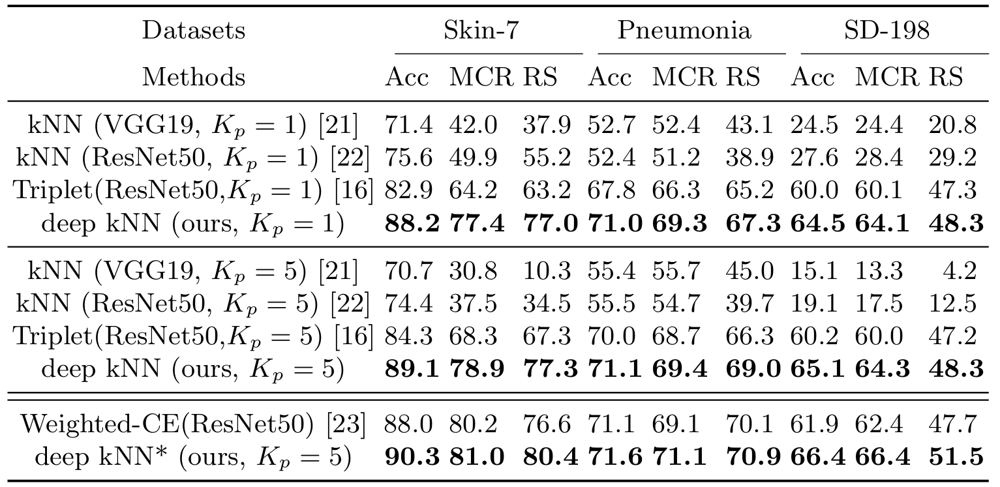 Datasets Skin-7 Pneumonia SD-198
Methods Acc MCR RS Acc MCR RS Acc MCR RS
kNN (VGG19, Kp = 1) [21] 71.4 42.0 37.9 52.7 52.4 43.1 24.5 24.4 20.8
kNN (ResNet50, Kp = 1) [22] 75.6 49.9 55.2 52.4 51.2 38.9 27.6 28.4 29.2
Triplet(ResNet50,Kp = 1) [16] 82.9 64.2 63.2 67.8 66.3 65.2 60.0 60.1 47.3
deep kNN (ours, Kp = 1) 88.2 77.4 77.0 71.0 69.3 67.3 64.5 64.1 48.3
kNN (VGG19, Kp = 5) [21] 70.7 30.8 10.3 55.4 55.7 45.0 15.1 13.3 4.2
kNN (ResNet50, Kp = 5) [22] 74.4 37.5 34.5 55.5 54.7 39.7 19.1 17.5 12.5
Triplet(ResNet50,Kp = 5) [16] 84.3 68.3 67.3 70.0 68.7 66.3 60.2 60.0 47.2
deep kNN (ours, Kp = 5) 89.1 78.9 77.3 71.1 69.4 69.0 65.1 64.3 48.3
Weighted-CE(ResNet50) [23] 88.0 80.2 76.6 71.1 69.1 70.1 61.9 62.4 47.7
deep kNN* (ours, Kp = 5) 90.3 81.0 80.4 71.6 71.1 70.9 66.4 66.4 51.5